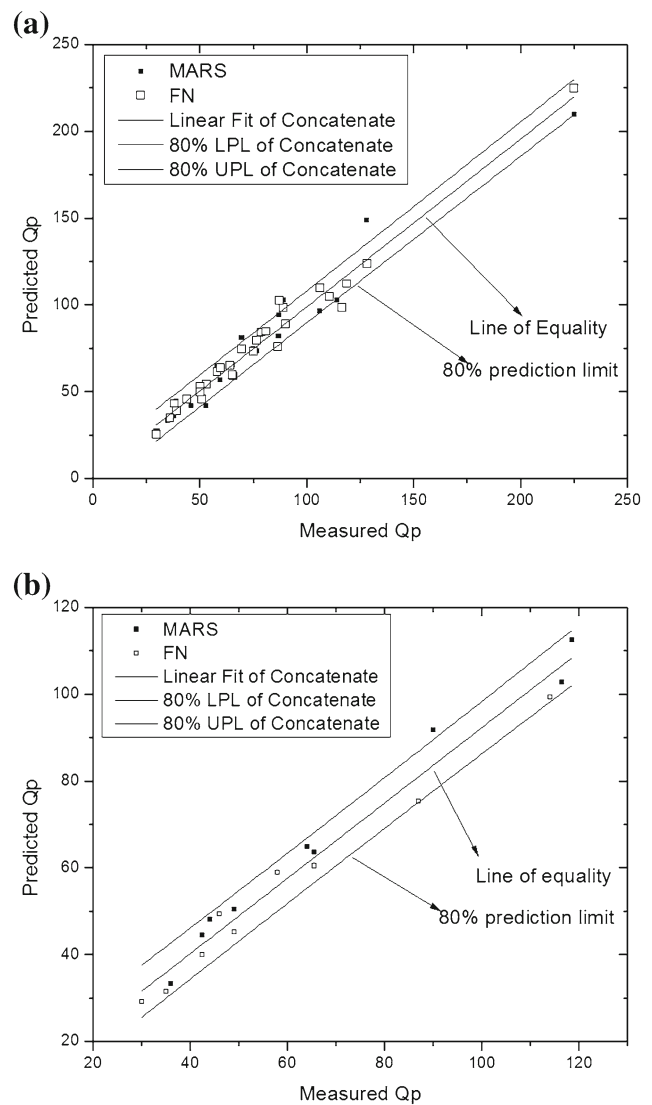 (a)
250
200
150
100
50
0
Predicted Qp
MARS
FN
Linear Fit of Concatenate
80% LPL of Concatenate
80% UPL of Concatenate
Line of Equality
80% prediction limit
0 50 100 150 200 250
Measured Qp
(b)
120
100
80
60
40
20
Predicted Qp
MARS
FN
Linear Fit of Concatenate
80% LPL of Concatenate
80% UPL of Concatenate
Line of equality
80% prediction limit
20 40 60 80 100 120
Measured Qp